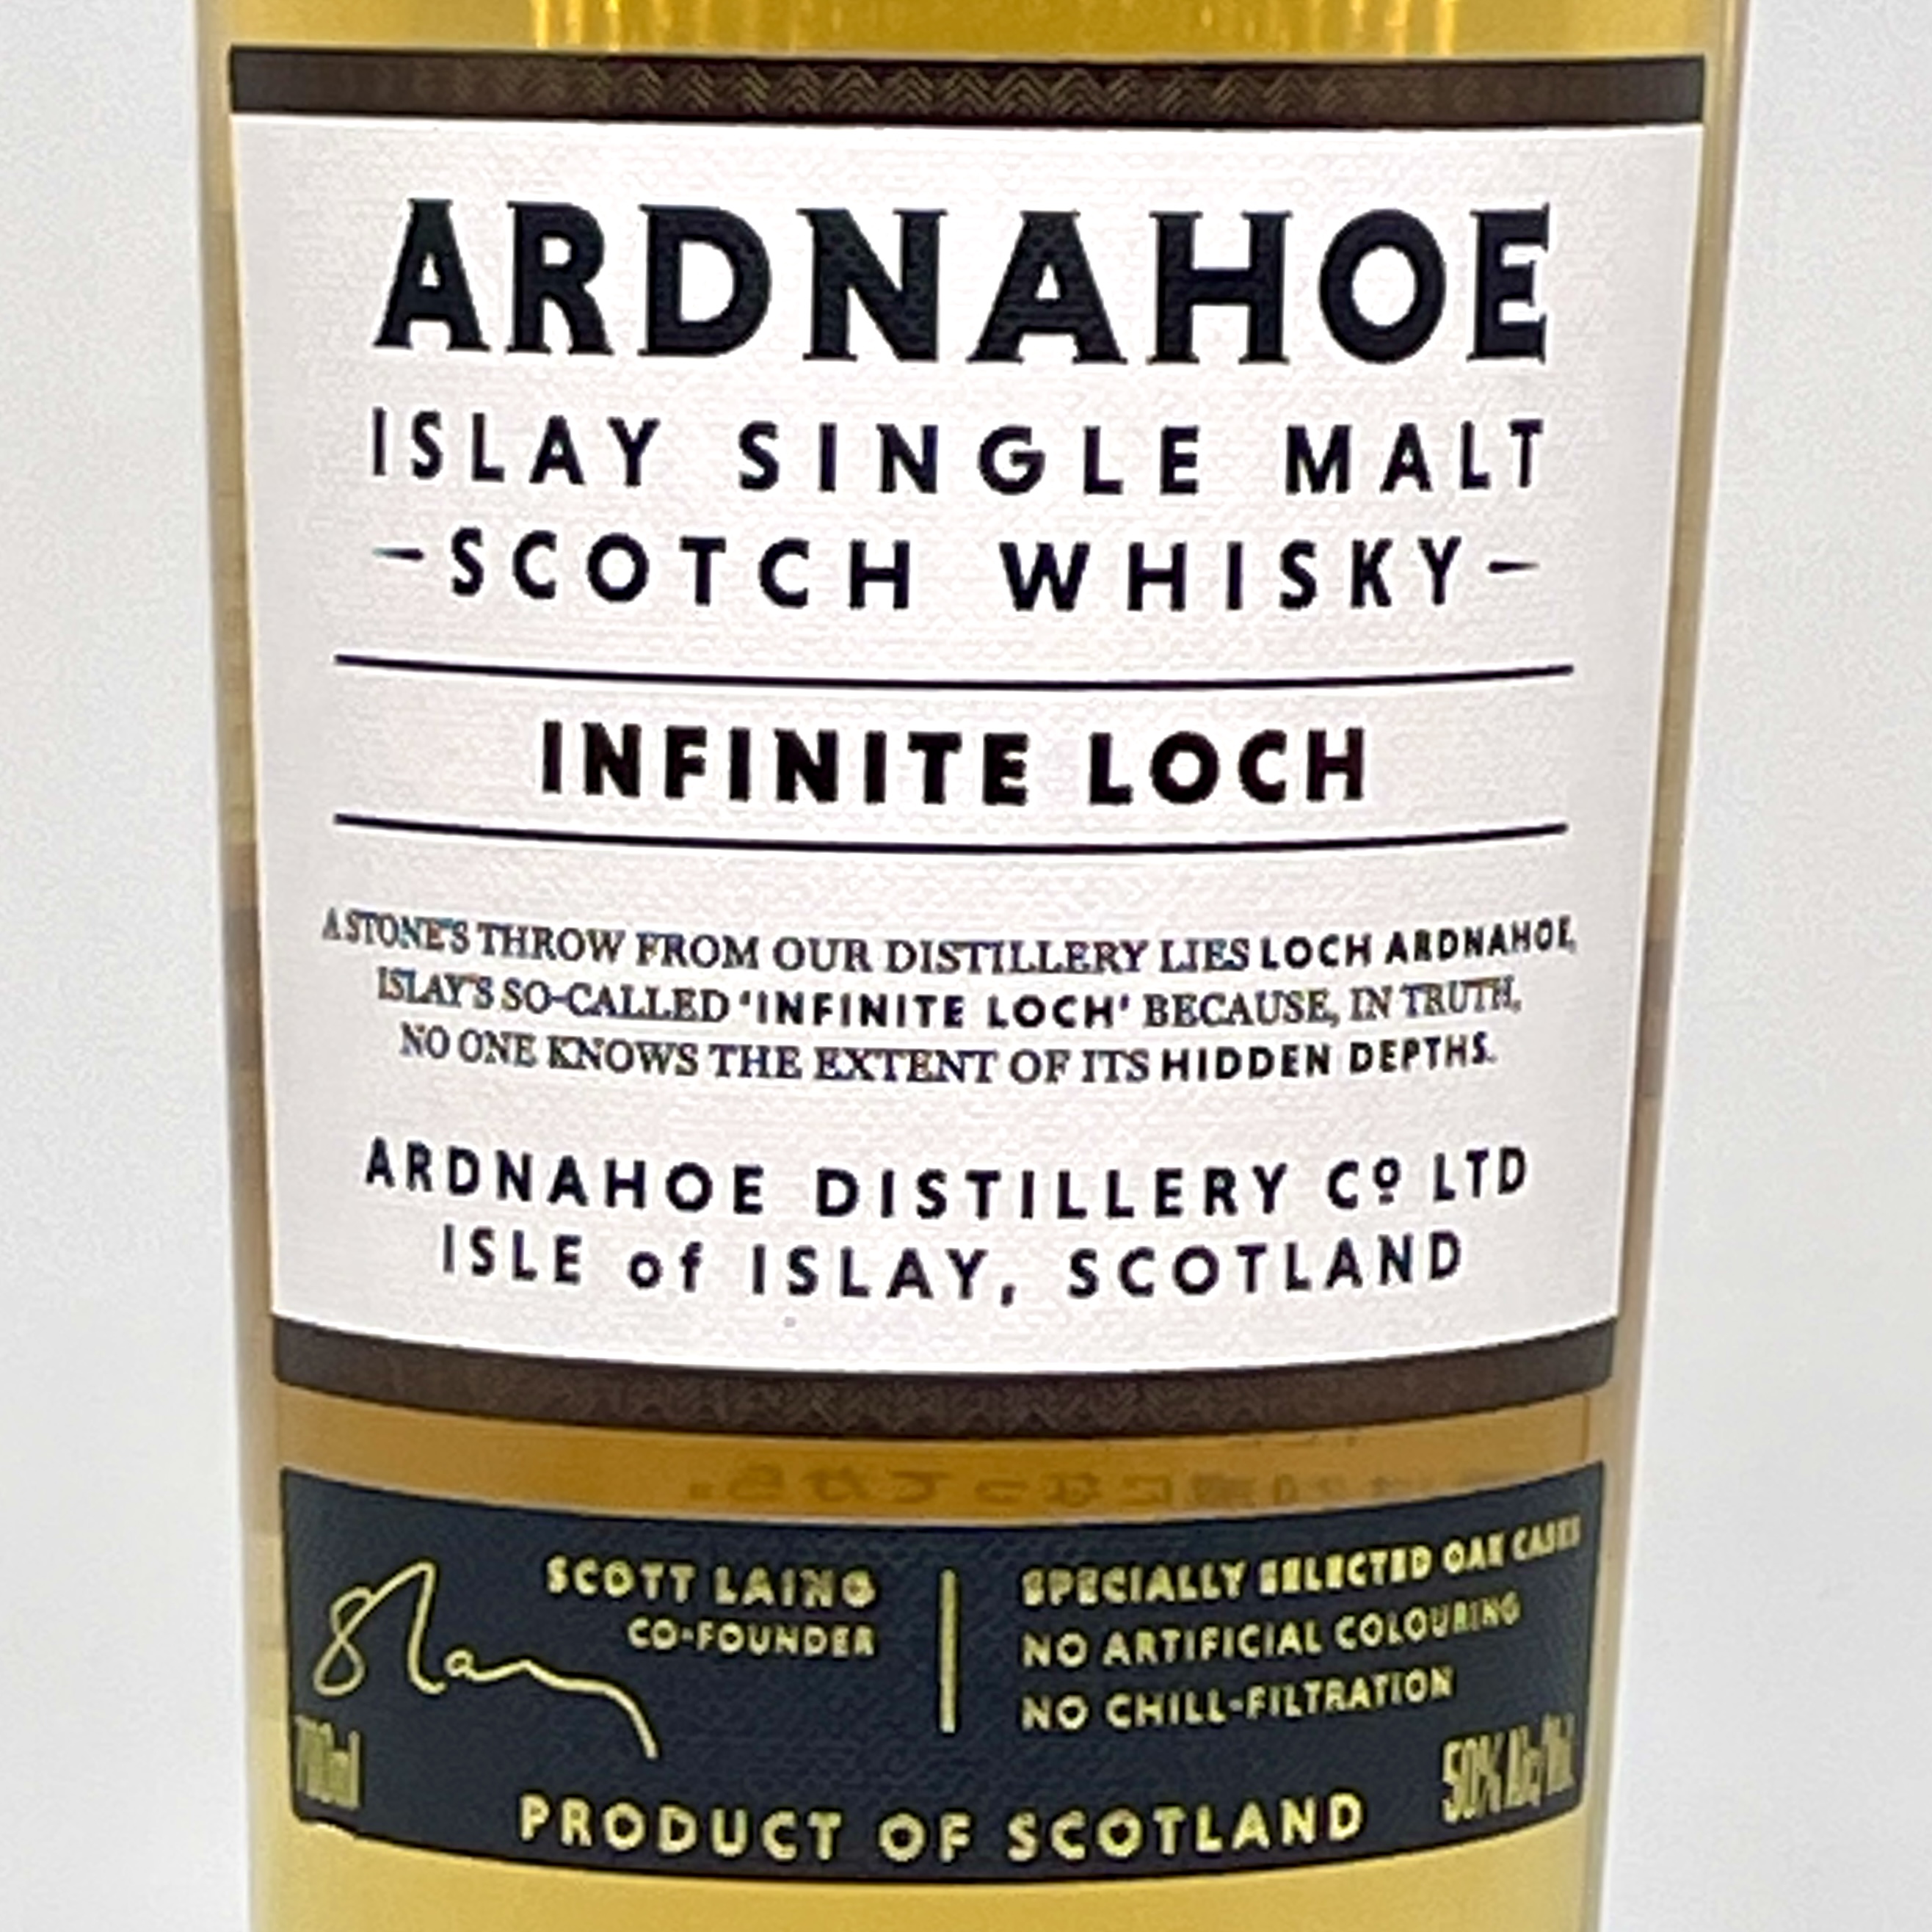 ARDNAHOE
ISLAY SINGLE MALT
–SCOTCH WHISKY–
INFINITE LOCH
A STONE'S THROW FROM OUR DISTILLERY LIES LOCH ARDNAHOE,
ISLAY'S SO-CALLED 'INFINITE LOCH' BECAUSE, IN TRUTH,
NO ONE KNOWS THE EXTENT OF ITS HIDDEN DEPTHS.
ARDNAHOE DISTILLERY Cº LTD
ISLE of ISLAY, SCOTLAND
SCOTT LAING
CO-FOUNDER
SPECIALLY SELECTED OAK CASKS
NO ARTIFICIAL COLOURING
NO CHILL-FILTRATION
700ml
50% Alc/Vol.
PRODUCT OF SCOTLAND